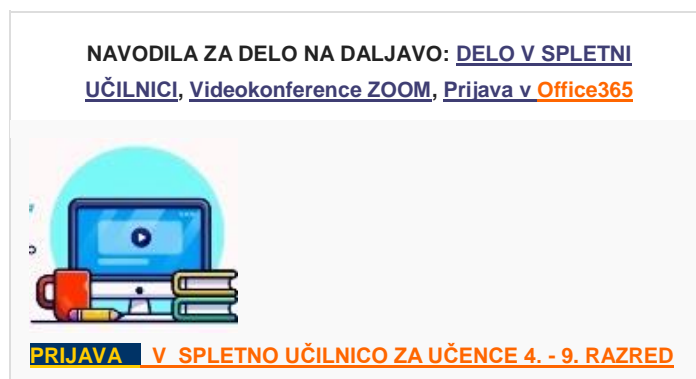 NAVODILA ZA DELO NA DALJAVO: DELO V SPLETNI
UČILNICI, Videokonference ZOOM, Prijava v Office365
PRIJAVA V SPLETNO UČILNICO ZA UČENCE 4. - 9. RAZRED